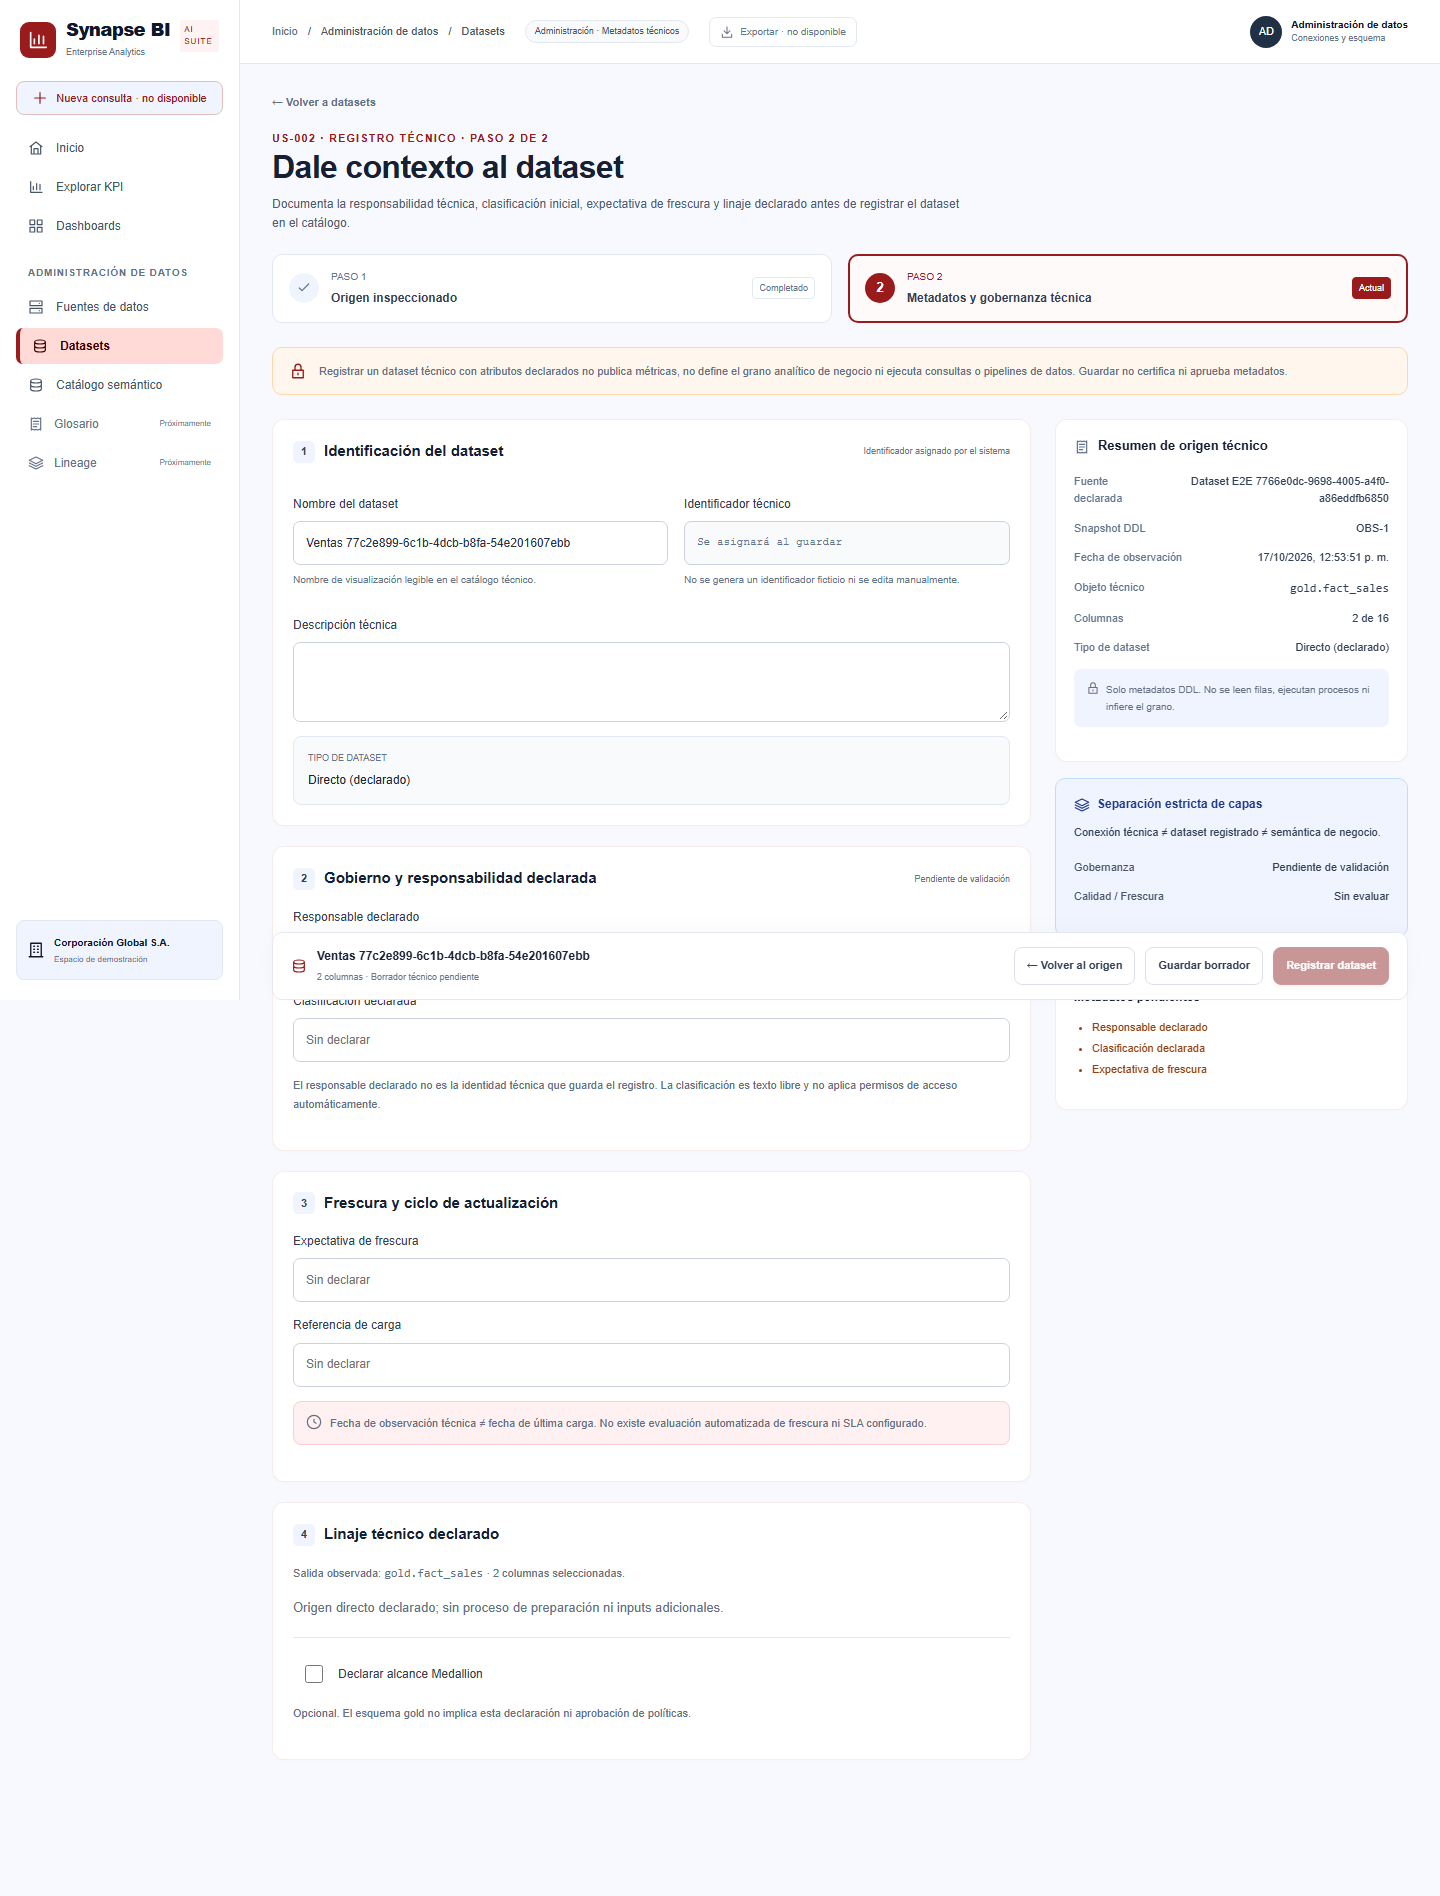 Synapse BI
AI SUITE
Enterprise Analytics
Nueva consulta · no disponible
Inicio
Explorar KPI
Dashboards
ADMINISTRACIÓN DE DATOS
Fuentes de datos
Datasets
Catálogo semántico
Glosario Próximamente
Lineage Próximamente
Corporación Global S.A.
Espacio de demostración
Inicio / Administración de datos / Datasets
Administración · Metadatos técnicos
Exportar · no disponible
AD
Administración de datos
Conexiones y esquema
← Volver a datasets
US-002 · REGISTRO TÉCNICO · PASO 2 DE 2
Dale contexto al dataset
Documenta la responsabilidad técnica, clasificación inicial, expectativa de frescura y linaje declarado antes de registrar el dataset
en el catálogo.
PASO 1
Origen inspeccionado
Completado
2
PASO 2
Metadatos y gobernanza técnica
Actual
Registrar un dataset técnico con atributos declarados no publica métricas, no define el grano analítico de negocio ni ejecuta consultas o pipelines de datos. Guardar no certifica ni aprueba metadatos.
1 Identificación del dataset
Identificador asignado por el sistema
Nombre del dataset
Ventas 77c2e899-6c1b-4dcb-b8fa-54e201607ebb
Nombre de visualización legible en el catálogo técnico.
Identificador técnico
Se asignará al guardar
No se genera un identificador ficticio ni se edita manualmente.
Descripción técnica
TIPO DE DATASET
Directo (declarado)
2 Gobierno y responsabilidad declarada
Pendiente de validación
Responsable declarado
Ventas 77c2e899-6c1b-4dcb-b8fa-54e201607ebb
2 columnas · Borrador técnico pendiente
← Volver al origen
Guardar borrador
Registrar dataset
Clasificación declarada
Sin declarar
El responsable declarado no es la identidad técnica que guarda el registro. La clasificación es texto libre y no aplica permisos de acceso
automáticamente.
3 Frescura y ciclo de actualización
Expectativa de frescura
Sin declarar
Referencia de carga
Sin declarar
Fecha de observación técnica ≠ fecha de última carga. No existe evaluación automatizada de frescura ni SLA configurado.
4 Linaje técnico declarado
Salida observada: gold.fact_sales · 2 columnas seleccionadas.
Origen directo declarado; sin proceso de preparación ni inputs adicionales.
Declarar alcance Medallion
Opcional. El esquema gold no implica esta declaración ni aprobación de políticas.
Resumen de origen técnico
Fuente declarada
Dataset E2E 7766e0dc-9698-4005-a4f0-
a86eddfb6850
Snapshot DDL OBS-1
Fecha de observación 17/10/2026, 12:53:51 p. m.
Objeto técnico gold.fact_sales
Columnas 2 de 16
Tipo de dataset Directo (declarado)
Solo metadatos DDL. No se leen filas, ejecutan procesos ni
infiere el grano.
Separación estricta de capas
Conexión técnica ≠ dataset registrado ≠ semántica de negocio.
Gobernanza Pendiente de validación
Calidad / Frescura Sin evaluar
Metadatos pendientes
• Responsable declarado
• Clasificación declarada
• Expectativa de frescura